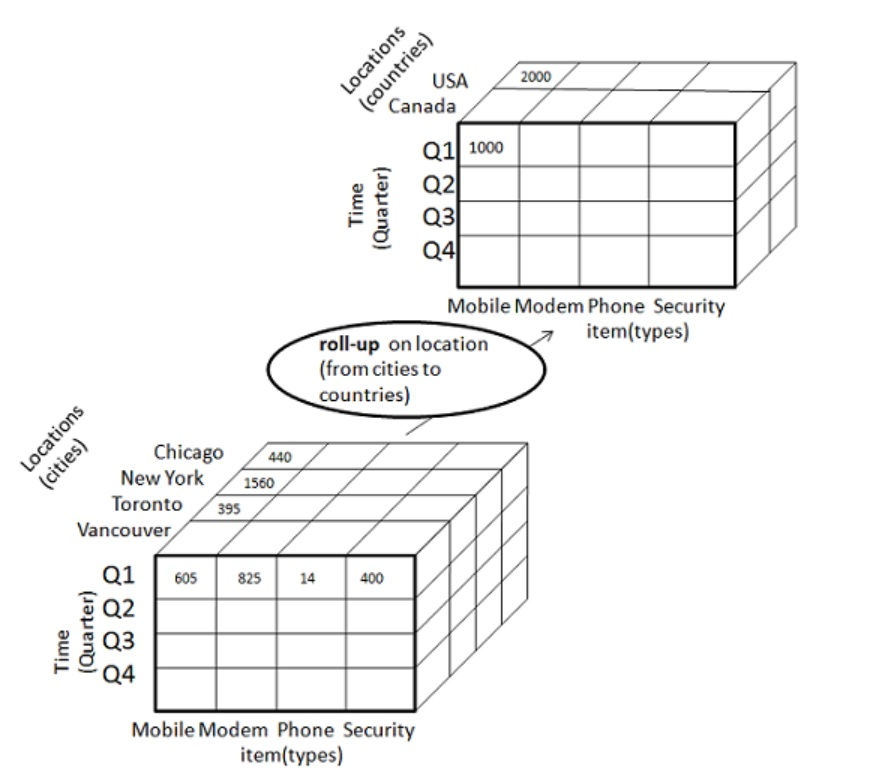 Locations
(countries)
USA
2000
Canada
Q1
1000
Q2
Q3
Q4
Time
(Quarter)
Mobile Modem Phone Security
item(types)
roll-up on location
(from cities to
countries)
Locations
(cities)
Chicago
440
New York
1560
Toronto
395
Vancouver
Q1
605 825 14 400
Q2
Q3
Q4
Time
(Quarter)
Mobile Modem Phone Security
item(types)